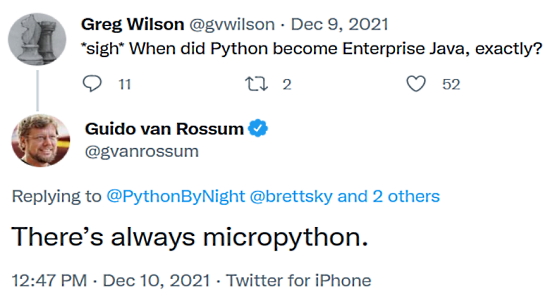 Greg Wilson @gvwilson · Dec 9, 2021
*sigh* When did Python become Enterprise Java, exactly?
11 2 52
Guido van Rossum
@gvanrossum
Replying to @PythonByNight @brettsky and 2 others
There’s always micropython.
12:47 PM · Dec 10, 2021 · Twitter for iPhone